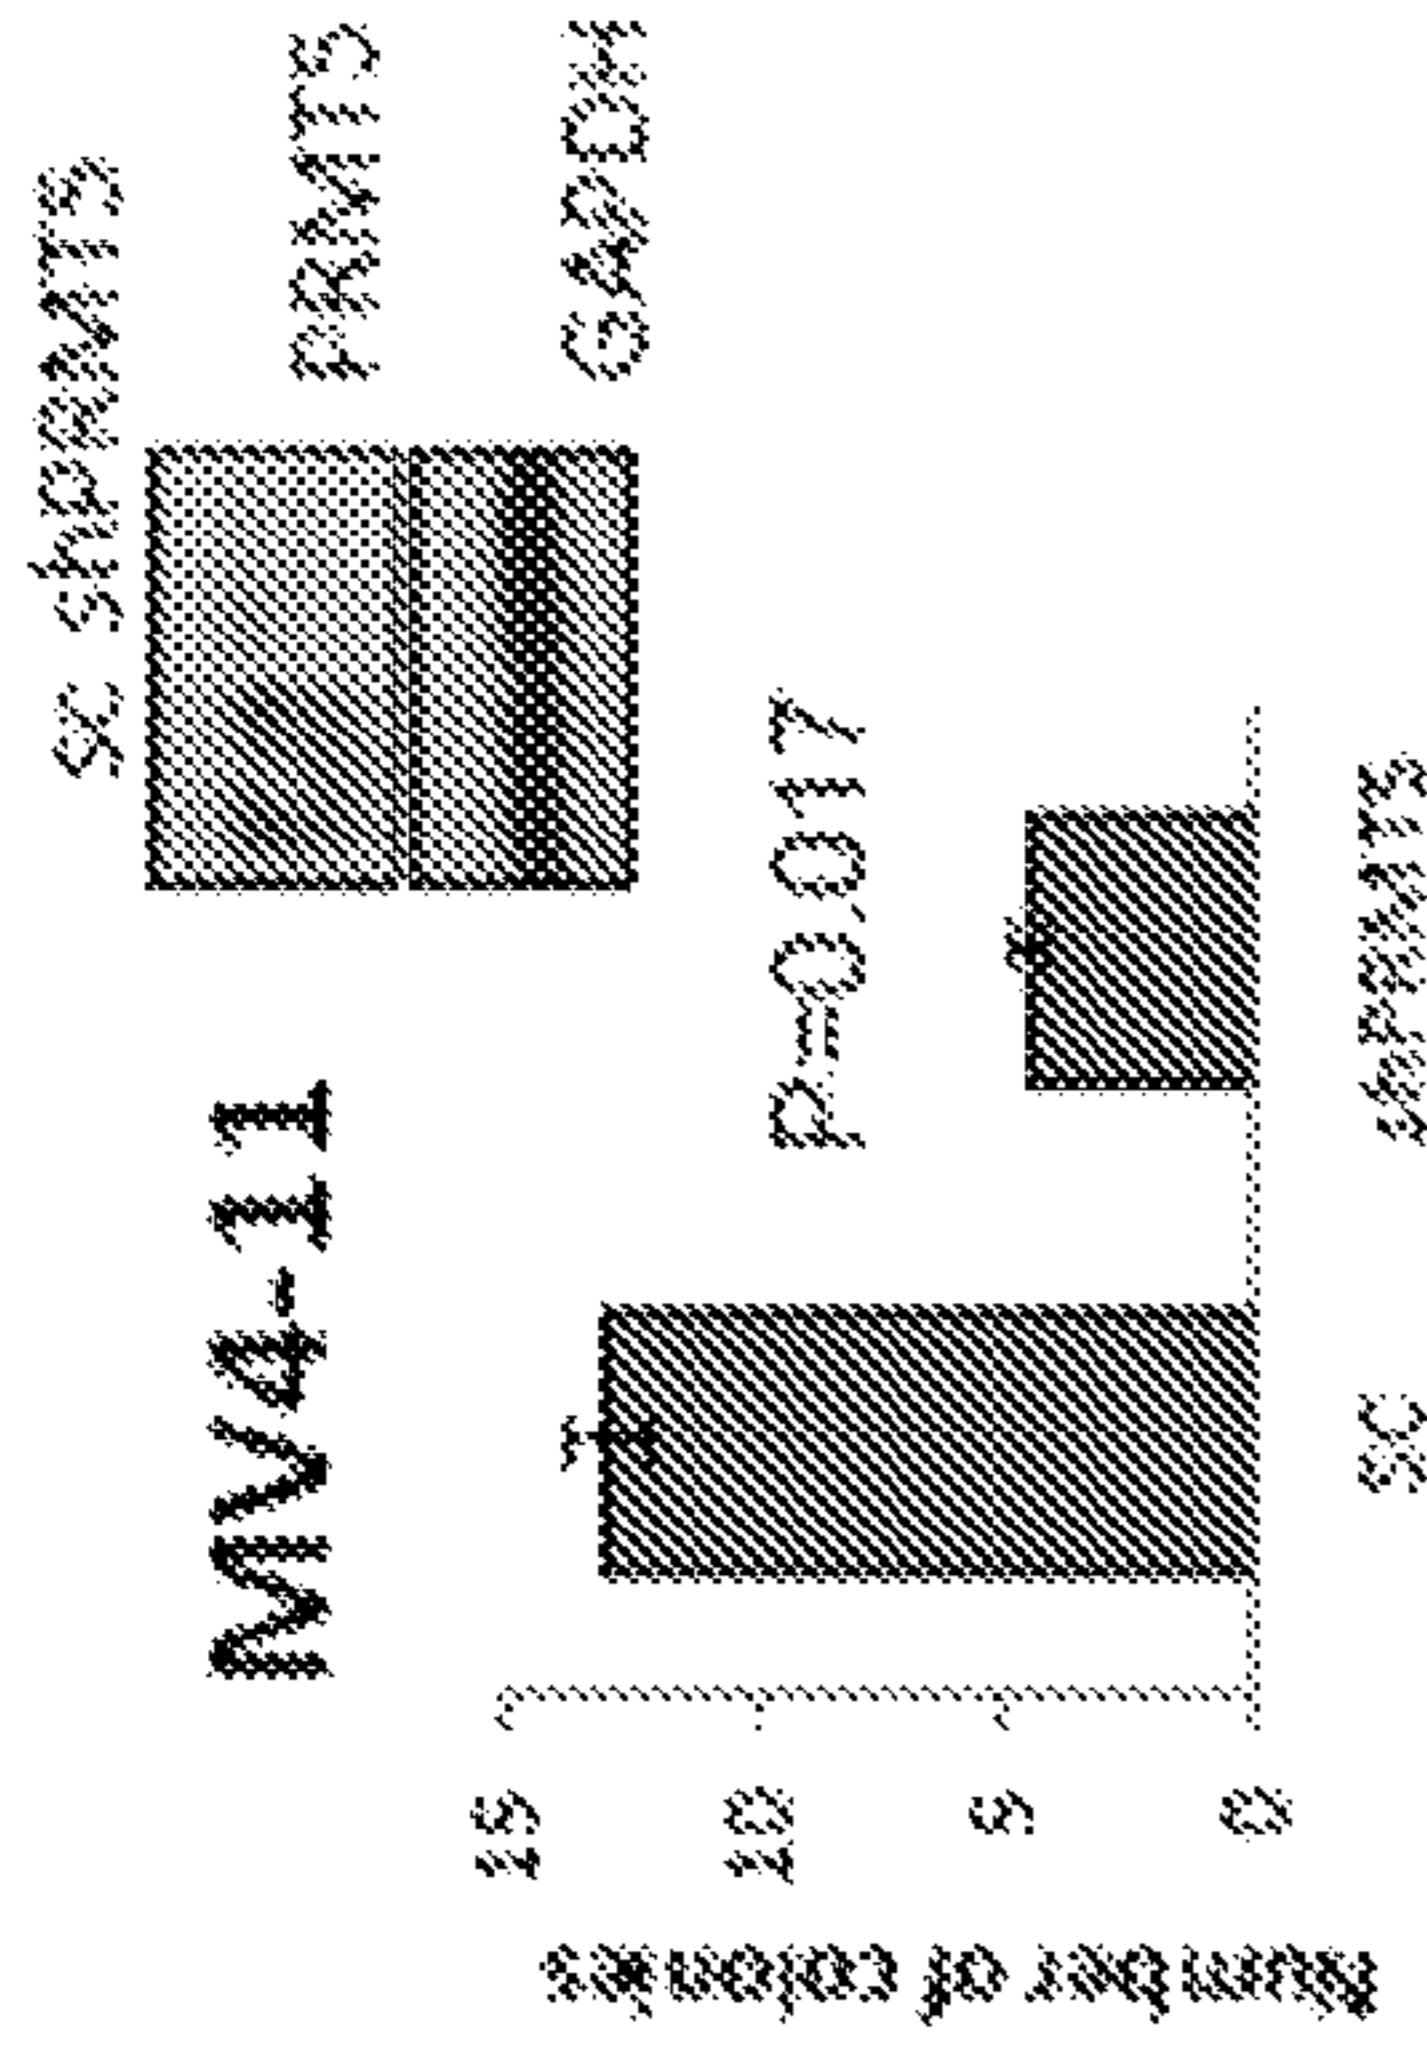 MV4-11
sc shPRMT5
PRMT5
GAPDH
P=0.017
Number of colonies
15
10
5
0
sc
shPRMT5